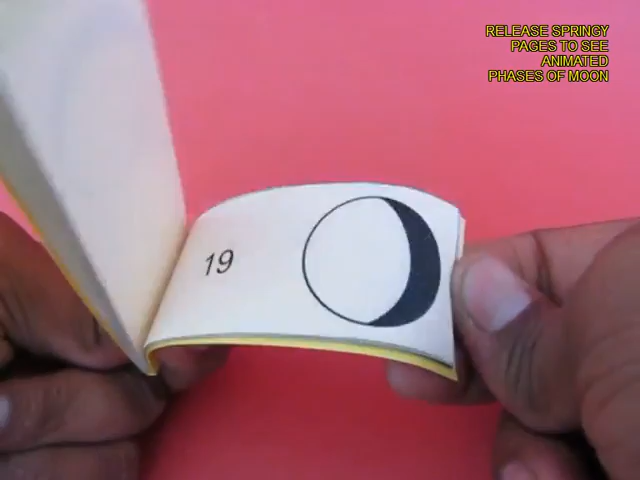 RELEASE SPRINGY
PAGES TO SEE
ANIMATED
PHASES OF MOON
19